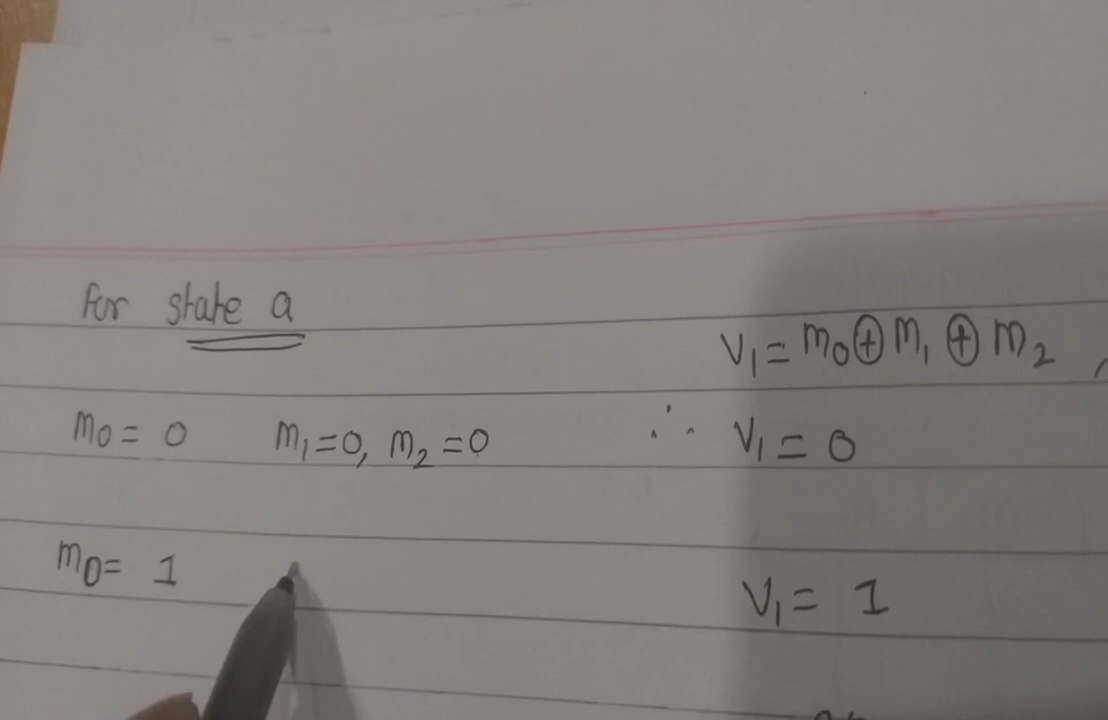 For state a
V₁ = m₀ ⊕ m₁ ⊕ m₂ ,
m₀ = 0 m₁ = 0, m₂ = 0 ∴ V₁ = 0
m₀ = 1 V₁ = 1